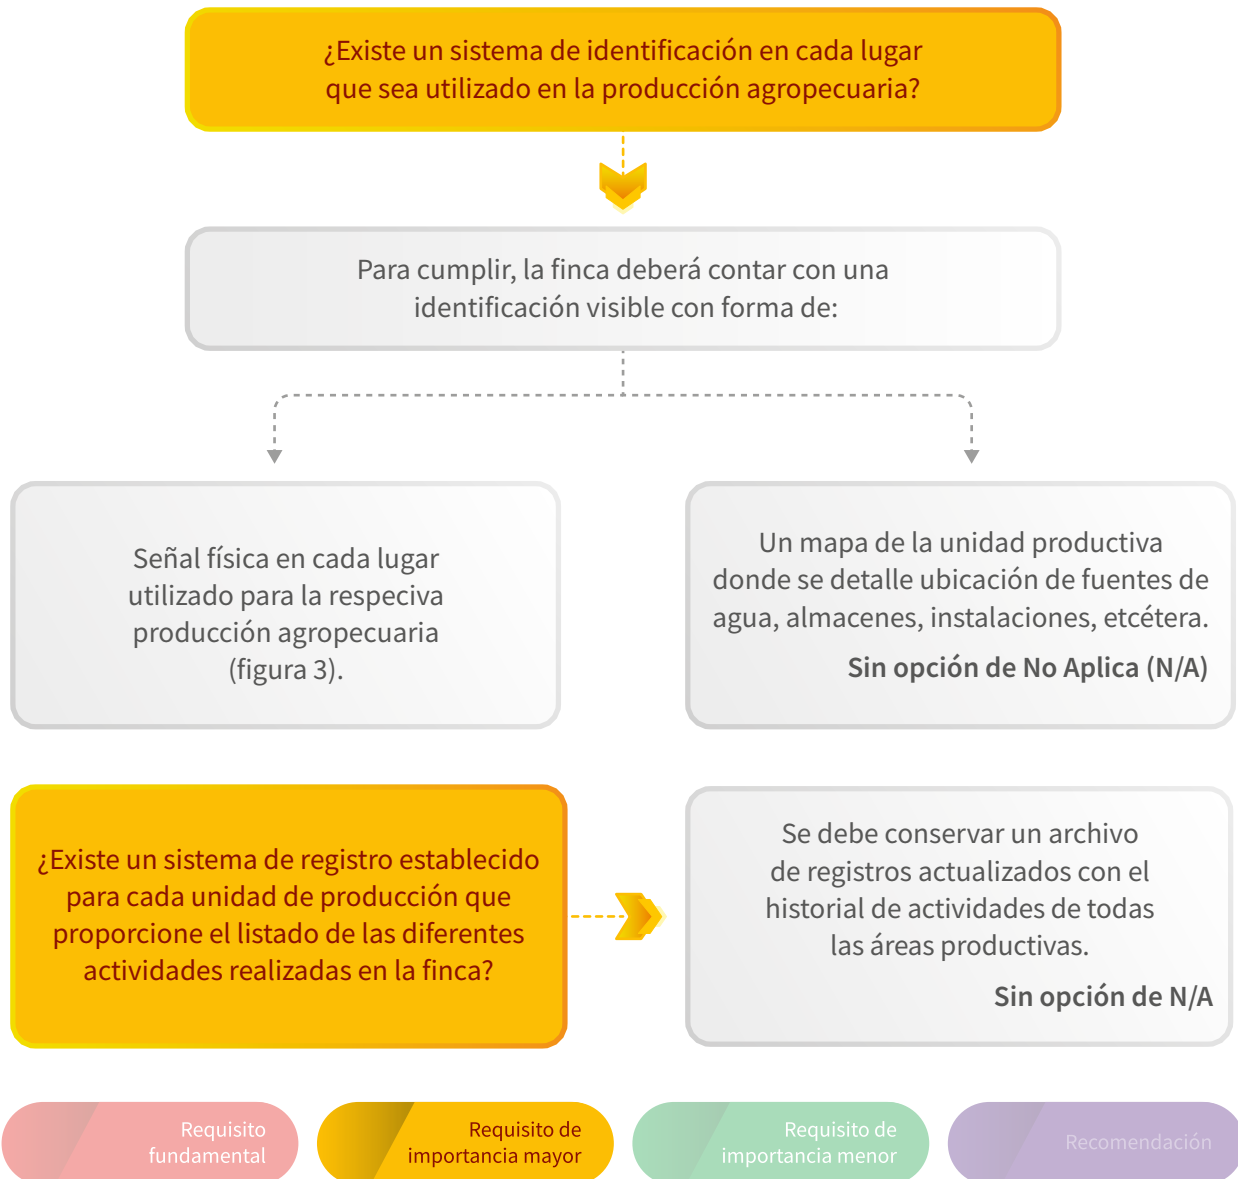 ¿Existe un sistema de identificación en cada lugar
que sea utilizado en la producción agropecuaria?
Para cumplir, la finca deberá contar con una
identificación visible con forma de:
Señal física en cada lugar
utilizado para la respeciva
producción agropecuaria
(figura 3).
Un mapa de la unidad productiva
donde se detalle ubicación de fuentes de
agua, almacenes, instalaciones, etcétera.
Sin opción de No Aplica (N/A)
¿Existe un sistema de registro establecido
para cada unidad de producción que
proporcione el listado de las diferentes
actividades realizadas en la finca?
Se debe conservar un archivo
de registros actualizados con el
historial de actividades de todas
las áreas productivas.
Sin opción de N/A
Requisito
fundamental
Requisito de
importancia mayor
Requisito de
importancia menor
Recomendación